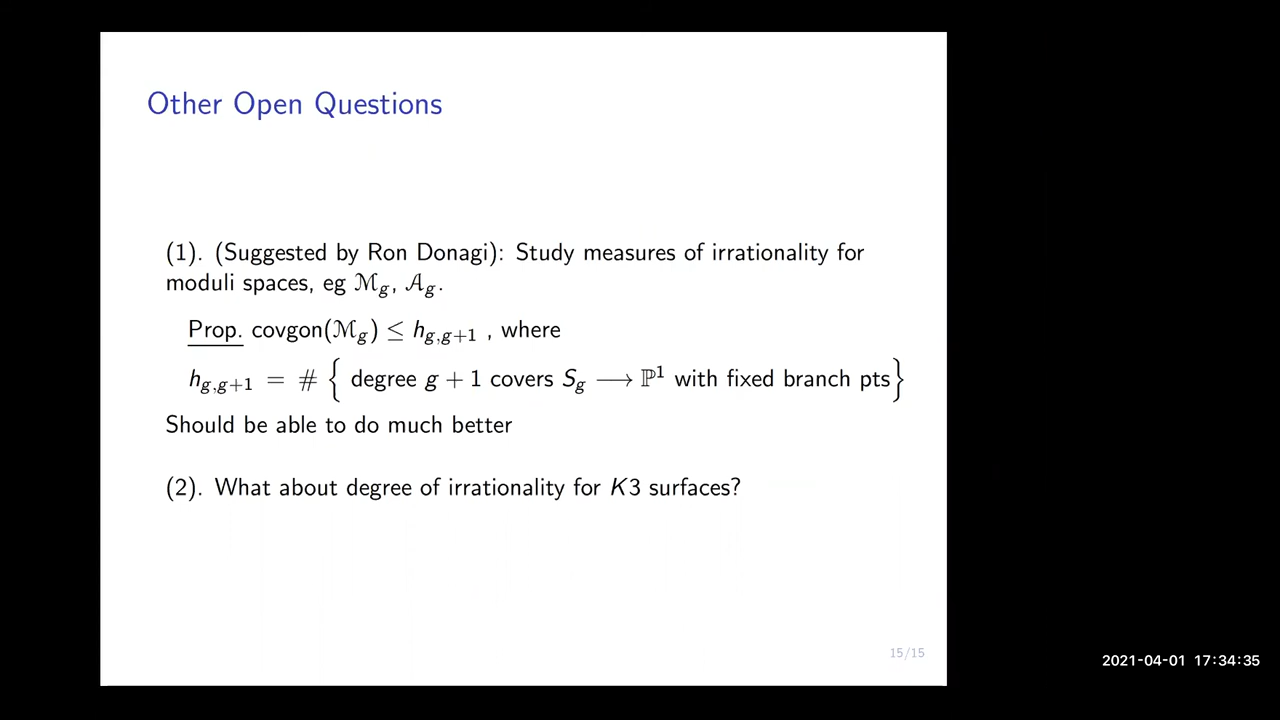 Other Open Questions
(1). (Suggested by Ron Donagi): Study measures of irrationality for
moduli spaces, eg ℳ_g, 𝒜_g.
Prop. covgon(ℳ_g) ≤ h_{g,g+1} , where
h_{g,g+1} = # { degree g + 1 covers S_g ⟶ ℙ¹ with fixed branch pts}
Should be able to do much better
(2). What about degree of irrationality for K3 surfaces?
15/15
2021-04-01 17:34:35